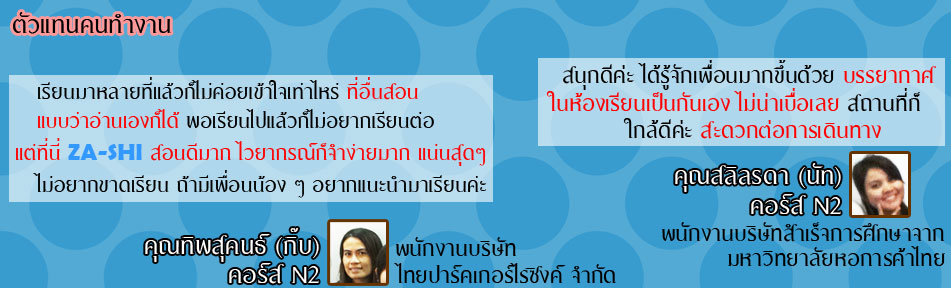 ตัวแทนคนทำงาน
เรียนมาหลายที่แล้วก็ไม่ค่อยเข้าใจเท่าไหร่ ที่อื่นสอน
แบบว่าอ่านเองก็ได้ พอเรียนไปแล้วก็ไม่อยากเรียนต่อ
แต่ที่นี่ ZA-SHI สอนดีมาก ไวยากรณ์ก็จำง่ายมาก แน่นสุดๆ
ไม่อยากขาดเรียน ถ้ามีเพื่อนน้อง ๆ อยากแนะนำมาเรียนค่ะ
คุณทิพสุคนธ์ (กิ๊บ)
คอร์ส N2
พนักงานบริษัท
ไทยปาร์คเกอร์ไรซิงค์ จำกัด
สนุกดีค่ะ ได้รู้จักเพื่อนมากขึ้นด้วย บรรยากาศ
ในห้องเรียนเป็นกันเอง ไม่น่าเบื่อเลย สถานที่ก็
ใกล้ดีค่ะ สะดวกต่อการเดินทาง
คุณสลิลรดา (นัท)
คอร์ส N2
พนักงานบริษัทสำเร็จการศึกษาจาก
มหาวิทยาลัยหอการค้าไทย